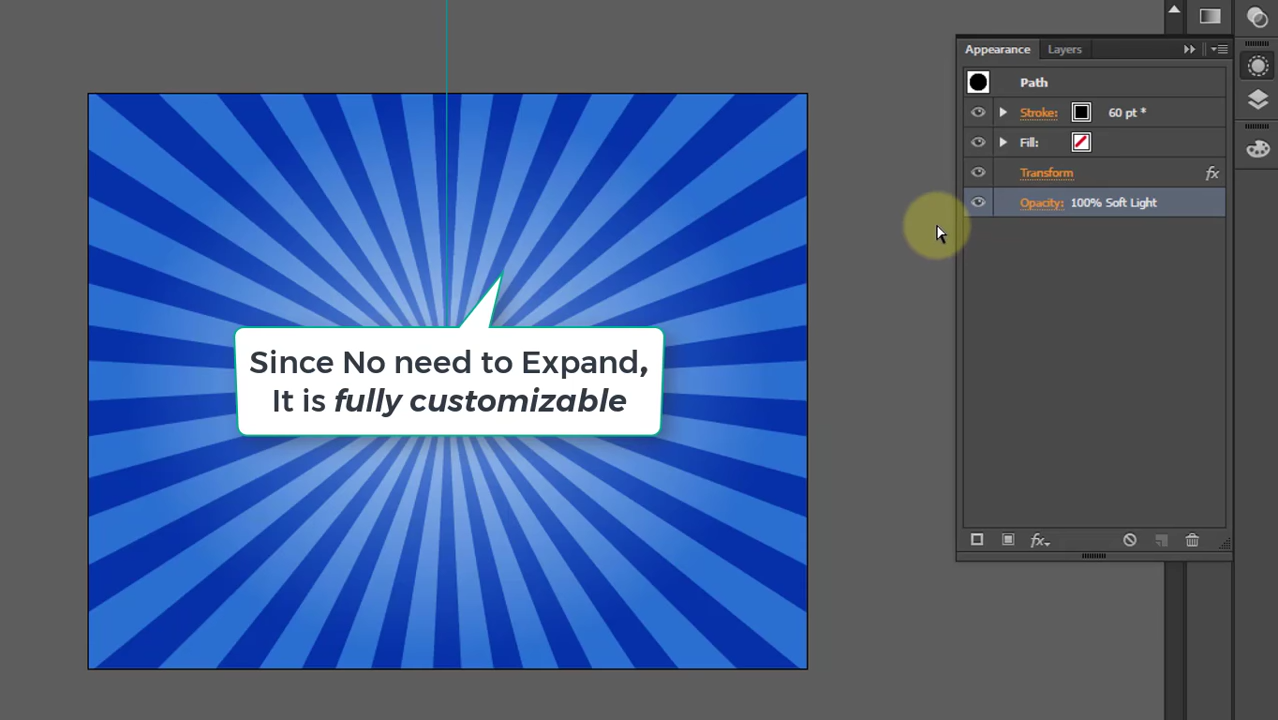 Appearance Layers
Path
Stroke: 60 pt *
Fill:
Transform fx
Opacity: 100% Soft Light
Since No need to Expand,
It is fully customizable
fx